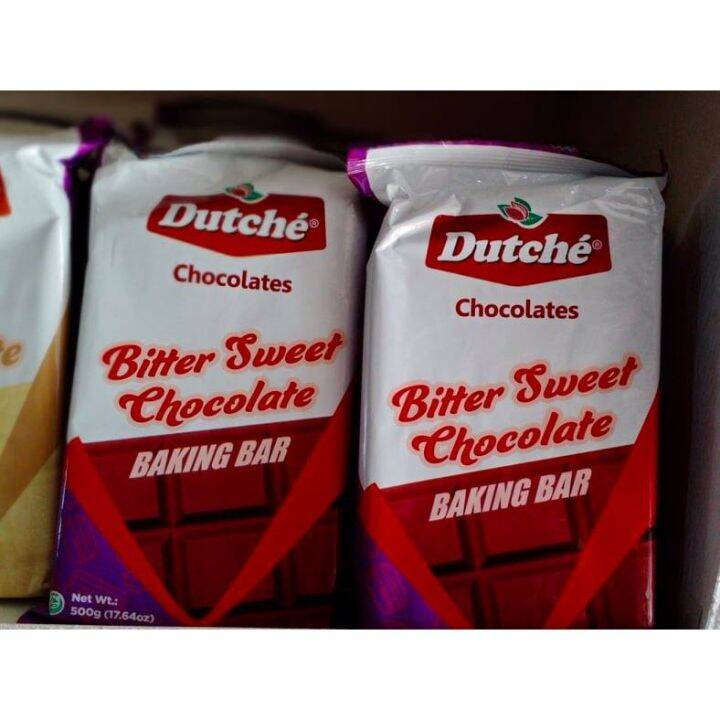 Dutché®
Chocolates
Bitter Sweet
Chocolate
BAKING BAR
Net Wt.:
500g (17.64oz)
Dutché®
Chocolates
Bitter Sweet
Chocolate
BAKING BAR